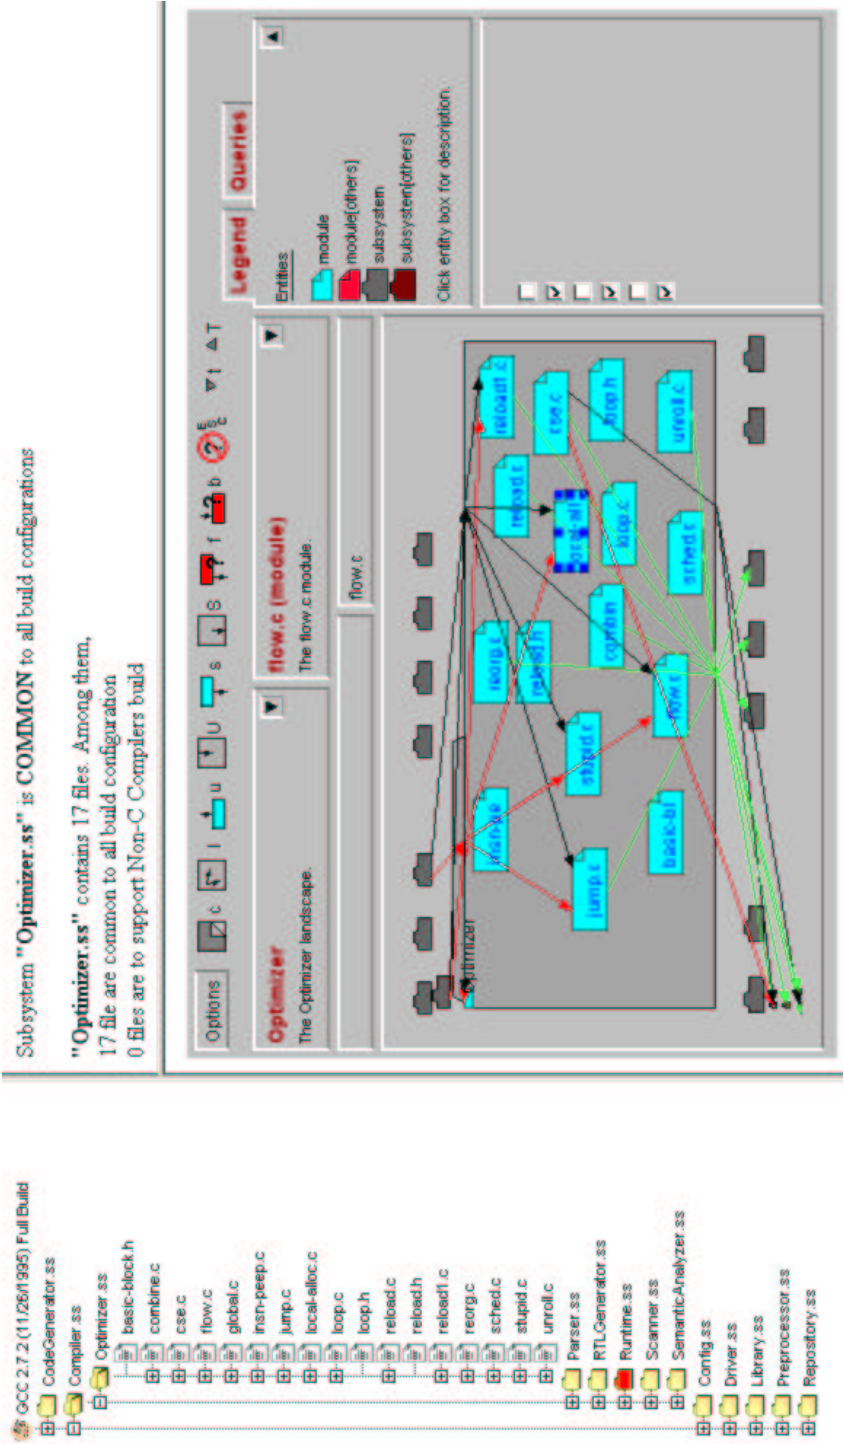 GCC 2.7.2 (11/26/1995) Full Build
CodeGenerator.ss
Compiler.ss
Optimizer.ss
basic-block.h
combine.c
cse.c
flow.c
global.c
insn-peep.c
jump.c
local-alloc.c
loop.c
loop.h
reload.c
reload.h
reload1.c
reorg.c
sched.c
stupid.c
unroll.c
Parser.ss
RTLGenerator.ss
Runtime.ss
Scanner.ss
SemanticAnalyzer.ss
Config.ss
Driver.ss
Library.ss
Preprocessor.ss
Repository.ss
Subsystem "Optimizer.ss" is COMMON to all build configurations
"Optimizer.ss" contains 17 files. Among them,
17 file are common to all build configuration
0 files are to support Non-C Compilers build
Options c l u U s S f b E S C t T
Optimizer
The Optimizer landscape.
flow.c (module)
The flow.c module.
Legend Queries
Entities
module
module[others]
subsystem
subsystem[others]
Click entity box for description.
flow.c
optimizer
insn-pe
reorg.c
reload.c
reload1.c
reload.h
cse.c
jump.c
stupid.c
combin
local-all
loop.c
loop.h
basic-bl
flow.c
sched.c
unroll.c